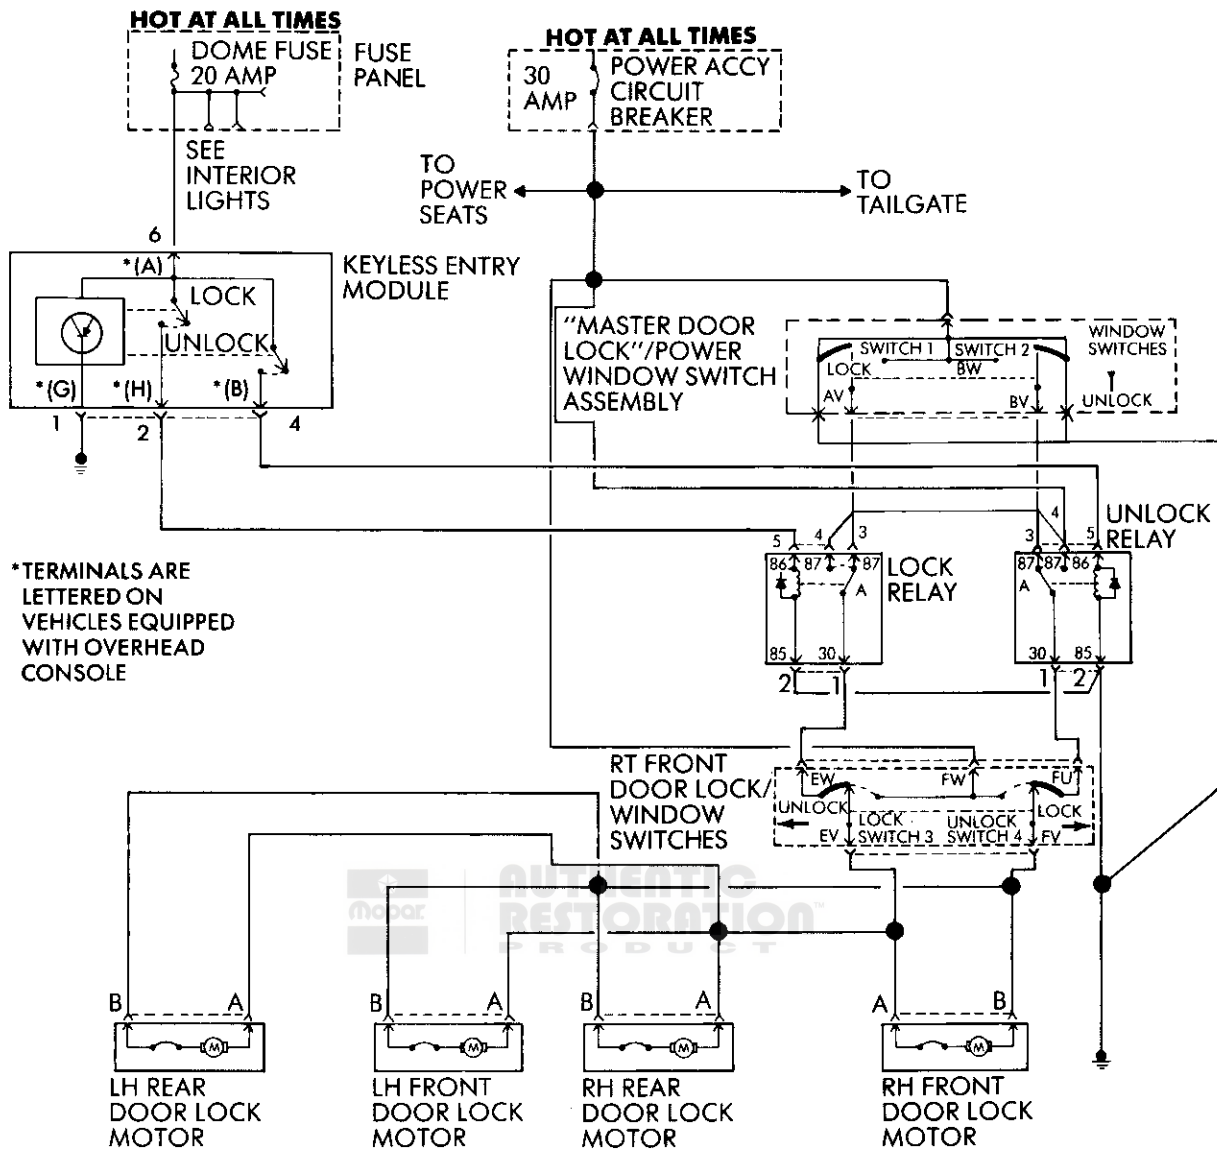 HOT AT ALL TIMES
DOME FUSE
20 AMP
FUSE
PANEL
SEE
INTERIOR
LIGHTS
HOT AT ALL TIMES
30
AMP
POWER ACCY
CIRCUIT
BREAKER
TO
POWER
SEATS
TO
TAILGATE
6
*(A)
LOCK
UNLOCK
*(G)
*(H)
*(B)
1
2
4
KEYLESS ENTRY
MODULE
"MASTER DOOR
LOCK"/POWER
WINDOW SWITCH
ASSEMBLY
SWITCH 1
SWITCH 2
LOCK
BW
AV
BV
WINDOW
SWITCHES
UNLOCK
*TERMINALS ARE
LETTERED ON
VEHICLES EQUIPPED
WITH OVERHEAD
CONSOLE
5
4
3
86
87
87
A
85
30
2
1
LOCK
RELAY
3
4
5
87
87
86
A
30
85
1
2
UNLOCK
RELAY
RT FRONT
DOOR LOCK/
WINDOW
SWITCHES
EW
FW
FU
UNLOCK
LOCK
LOCK
SWITCH 3
UNLOCK
SWITCH 4
EV
FV
Mopar
AUTHENTIC
RESTORATION™
PRODUCT
B
A
M
LH REAR
DOOR LOCK
MOTOR
B
A
M
LH FRONT
DOOR LOCK
MOTOR
B
A
M
RH REAR
DOOR LOCK
MOTOR
A
B
M
RH FRONT
DOOR LOCK
MOTOR